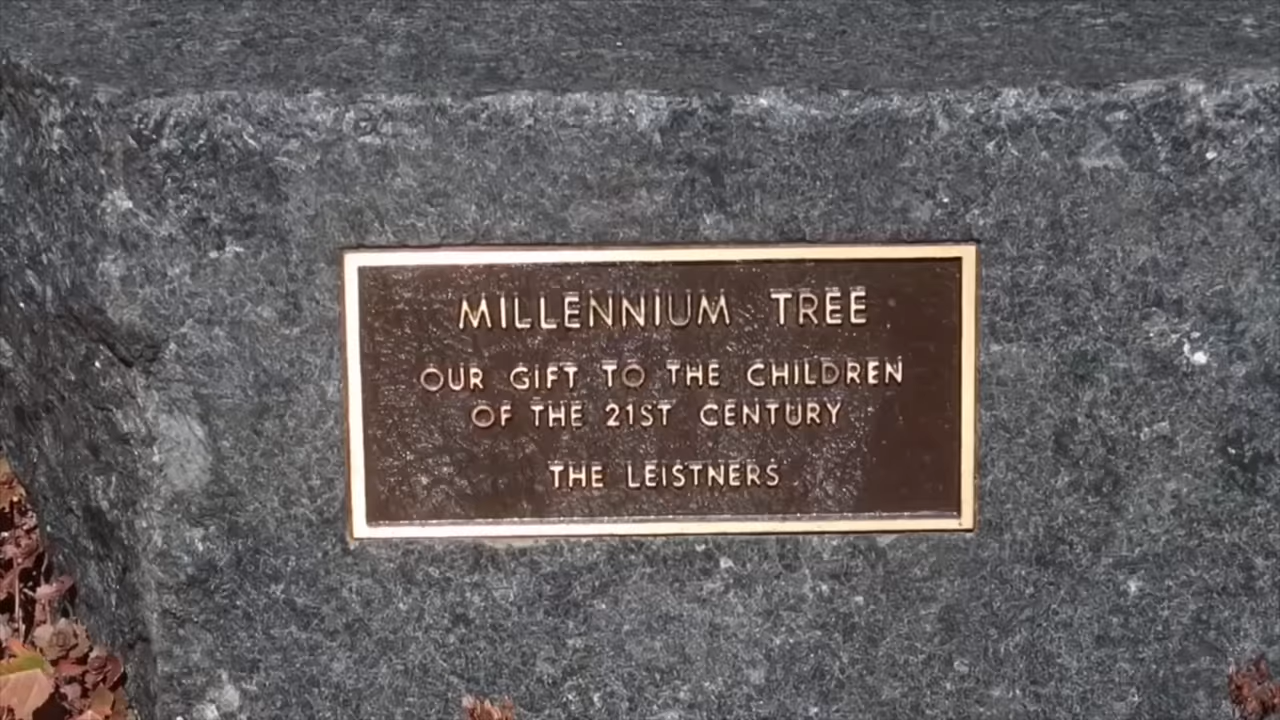 MILLENNIUM TREE
OUR GIFT TO THE CHILDREN
OF THE 21ST CENTURY
THE LEISTNERS